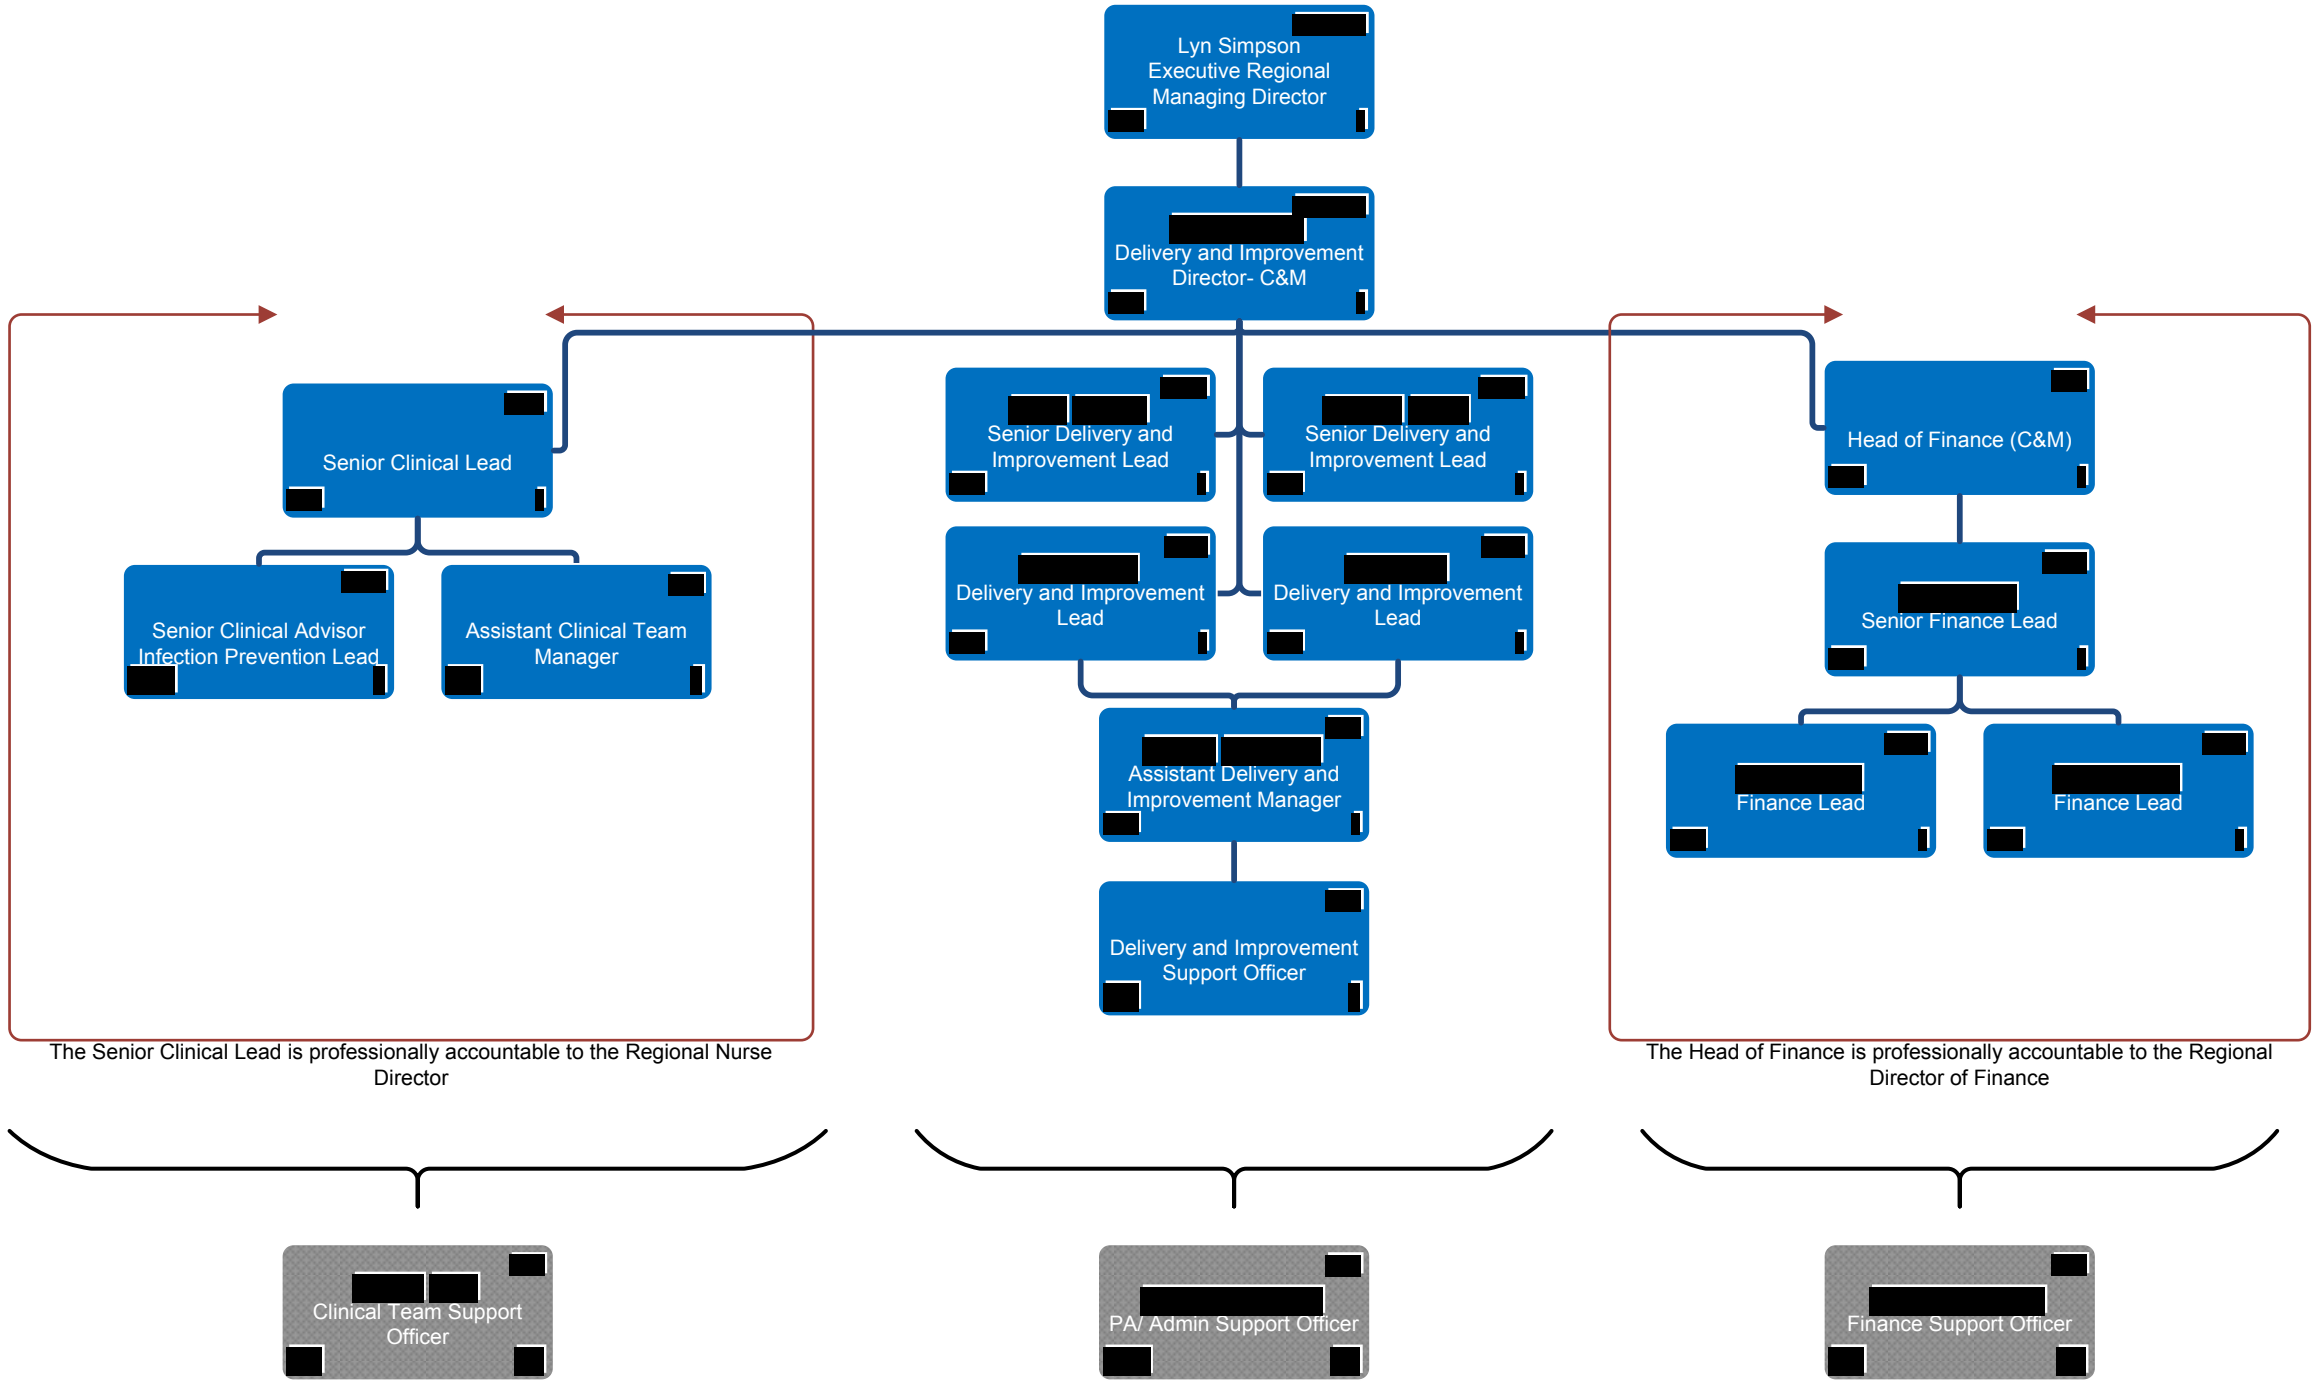 Lyn Simpson
Executive Regional
Managing Director
Delivery and Improvement
Director- C&M
Senior Clinical Lead
Senior Delivery and
Improvement Lead
Senior Delivery and
Improvement Lead
Head of Finance (C&M)
Senior Clinical Advisor
Infection Prevention Lead
Assistant Clinical Team
Manager
Delivery and Improvement
Lead
Delivery and Improvement
Lead
Senior Finance Lead
Assistant Delivery and
Improvement Manager
Finance Lead
Finance Lead
Delivery and Improvement
Support Officer
The Senior Clinical Lead is professionally accountable to the Regional Nurse
Director
The Head of Finance is professionally accountable to the Regional
Director of Finance
Clinical Team Support
Officer
PA/ Admin Support Officer
Finance Support Officer